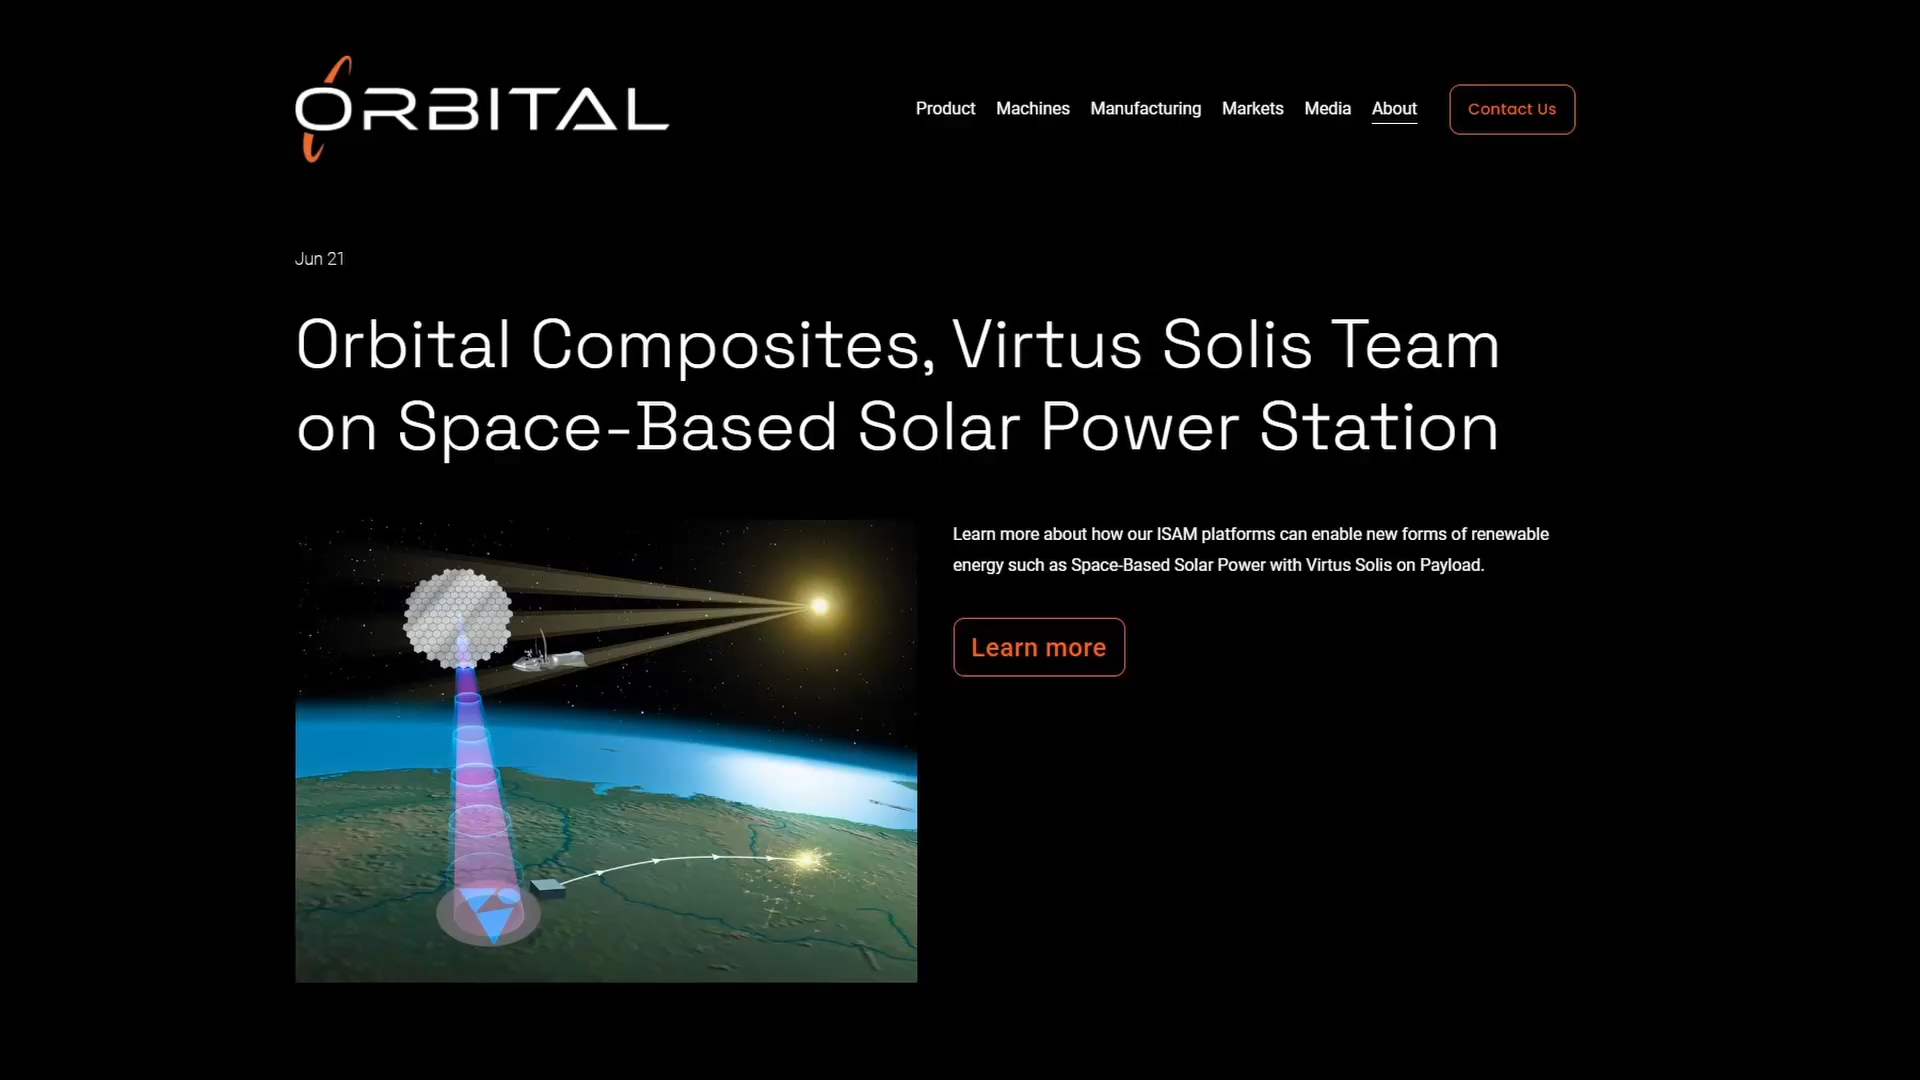 ORBITAL
Product Machines Manufacturing Markets Media About Contact Us
Jun 21
Orbital Composites, Virtus Solis Team
on Space-Based Solar Power Station
Learn more about how our ISAM platforms can enable new forms of renewable
energy such as Space-Based Solar Power with Virtus Solis on Payload.
Learn more